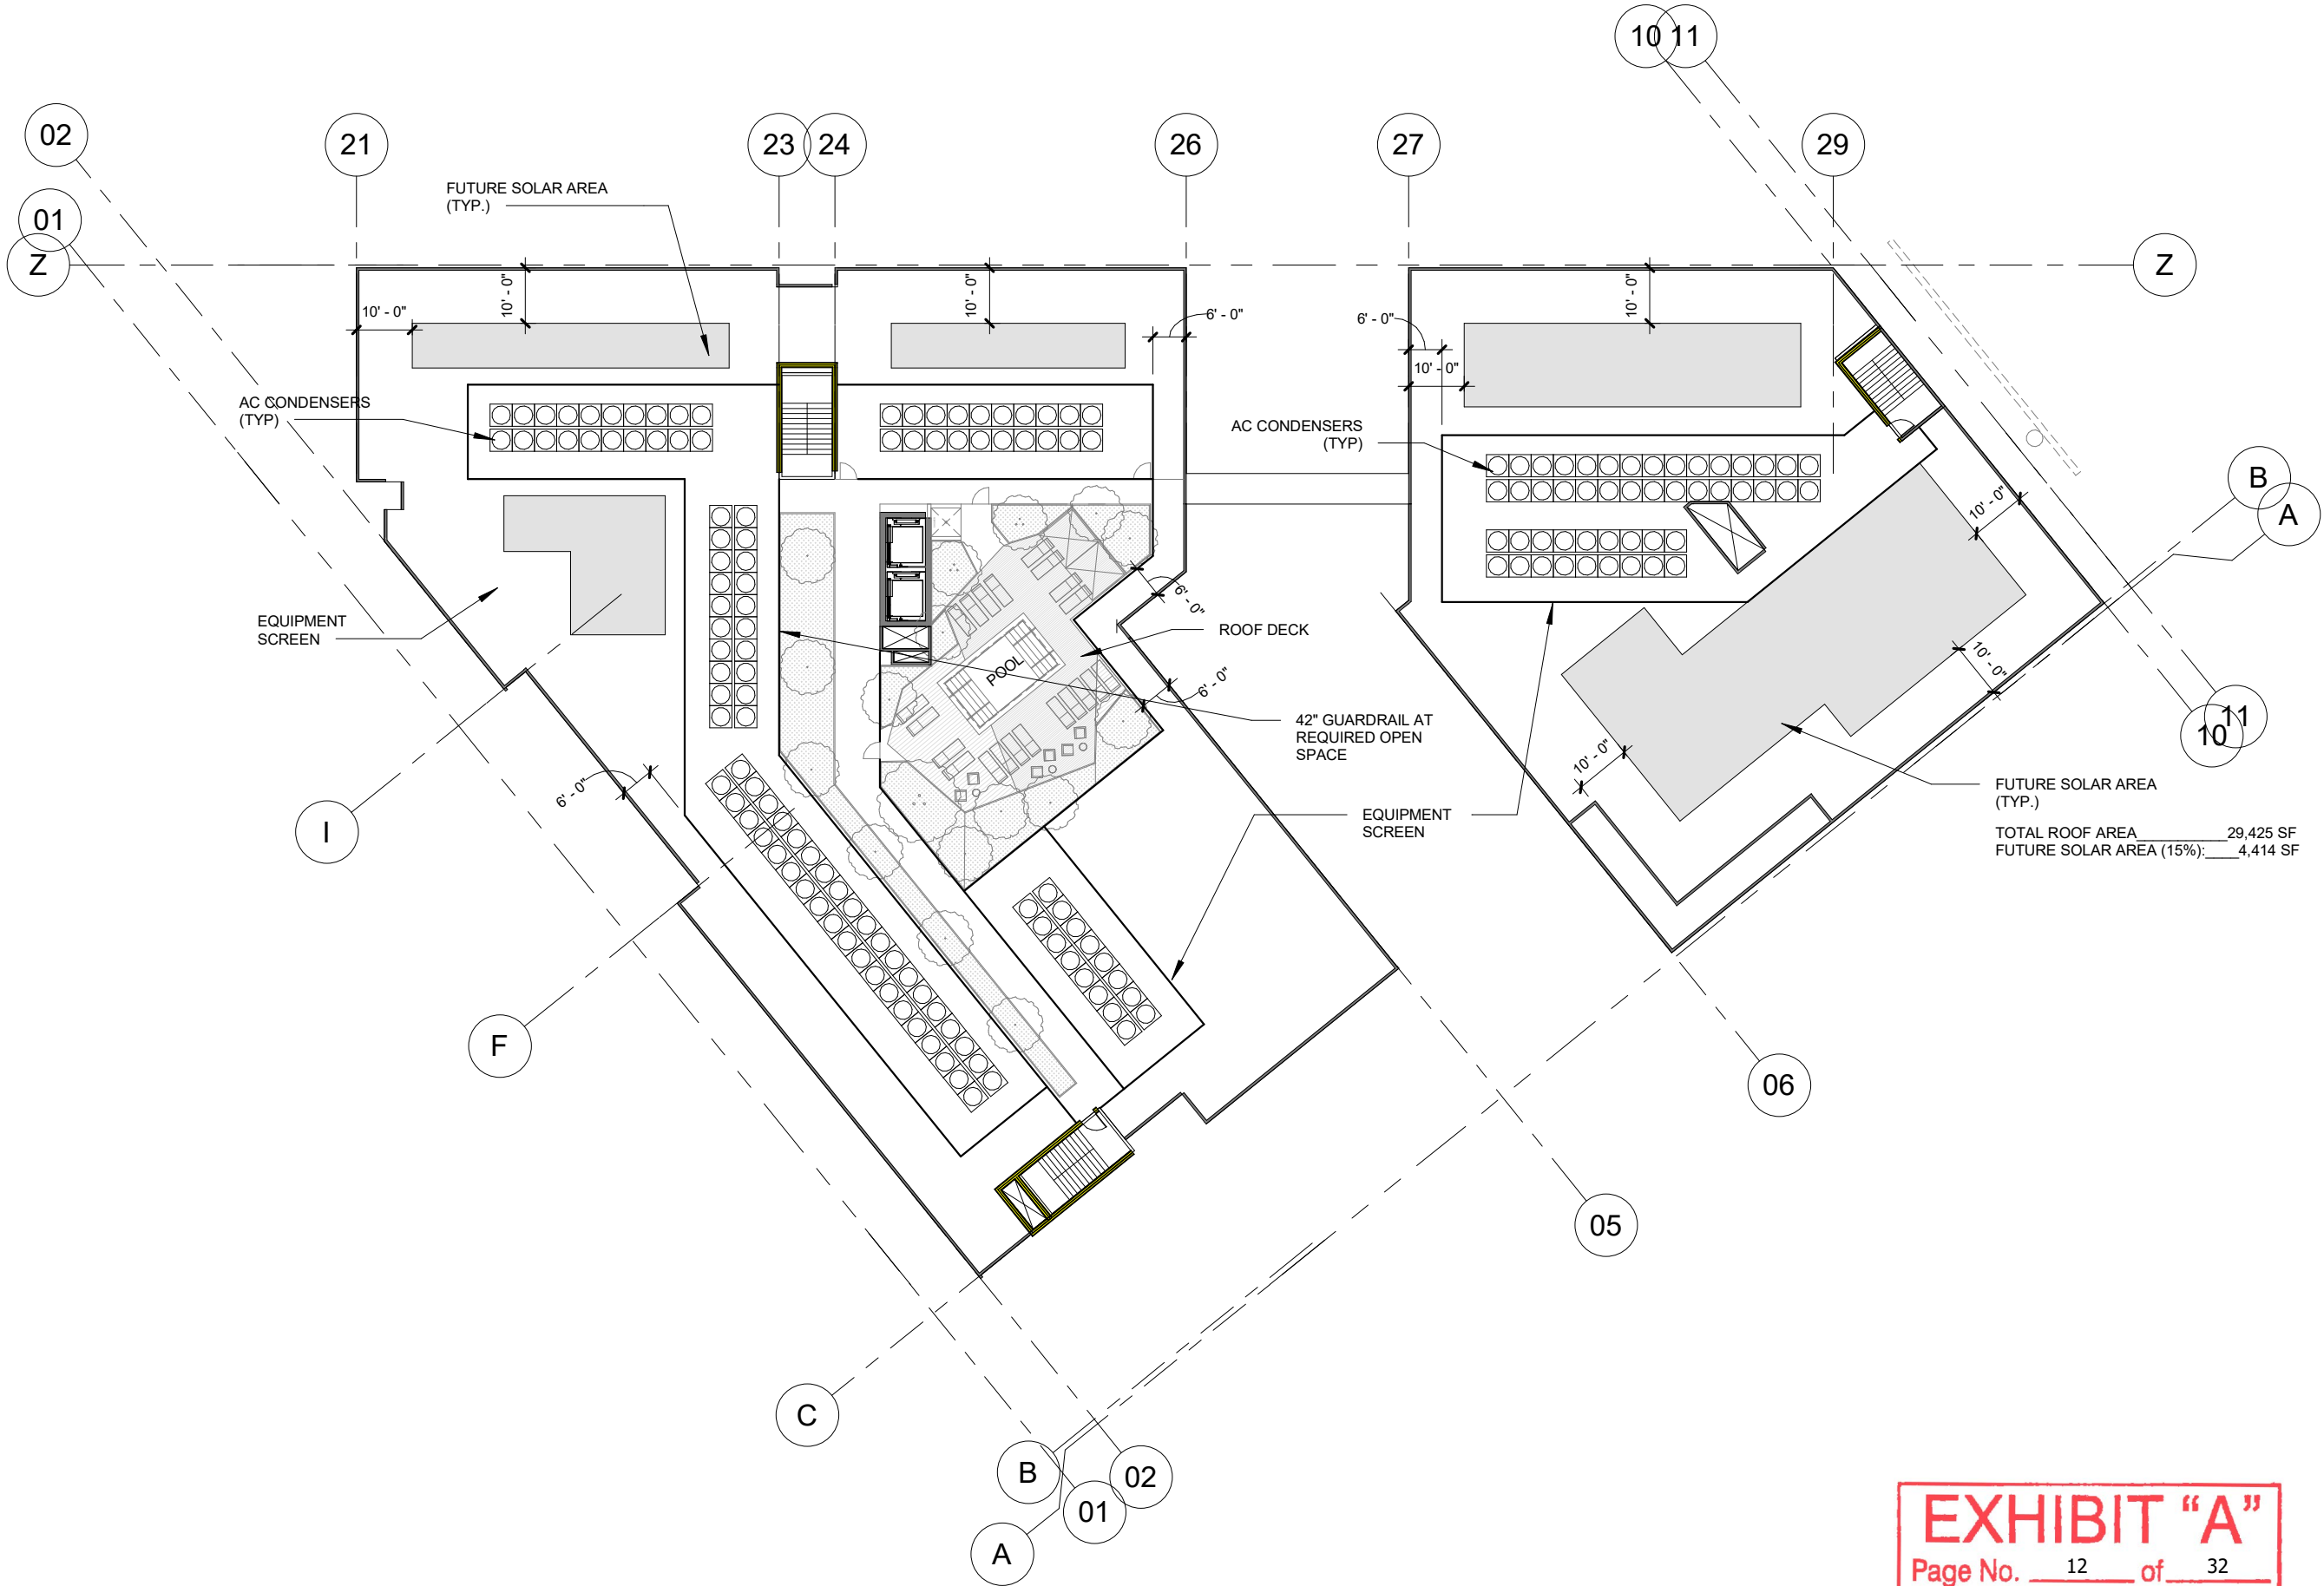 10 11
02
21
23
24
26
27
29
01
Z
Z
FUTURE SOLAR AREA
(TYP.)
10' - 0"
10' - 0"
10' - 0"
6' - 0"
6' - 0"
10' - 0"
10' - 0"
AC CONDENSERS
(TYP)
AC CONDENSERS
(TYP)
B
A
10' - 0"
EQUIPMENT
SCREEN
6' - 0"
ROOF DECK
POOL
6' - 0"
10' - 0"
42" GUARDRAIL AT
REQUIRED OPEN
SPACE
11
10
10' - 0"
6' - 0"
FUTURE SOLAR AREA
(TYP.)
EQUIPMENT
SCREEN
TOTAL ROOF AREA___________29,425 SF
FUTURE SOLAR AREA (15%):____4,414 SF
I
F
06
05
C
B
02
01
A
EXHIBIT “A”
Page No. 12 of 32